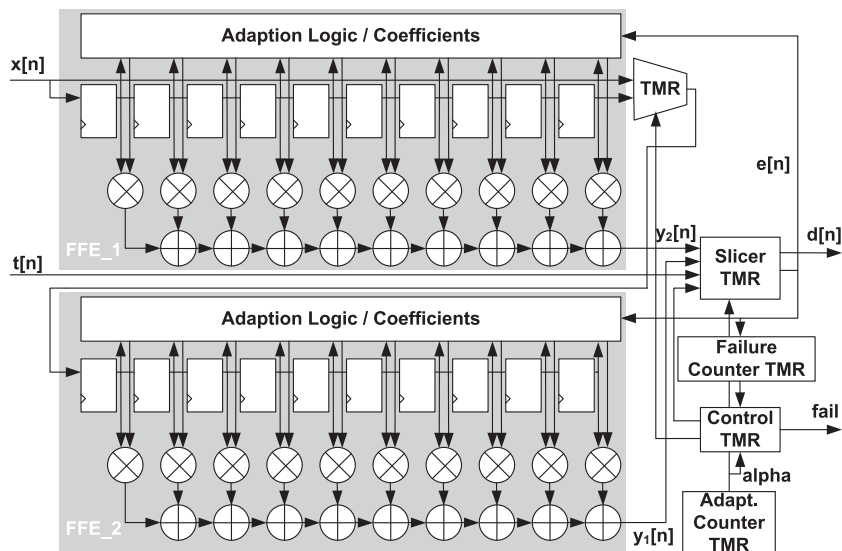 Adaption Logic / Coefficients
x[n]
TMR
e[n]
FFE_1
y₂[n]
d[n]
t[n]
Slicer
TMR
Adaption Logic / Coefficients
Failure
Counter TMR
Control
TMR
fail
alpha
FFE_2
y₁[n]
Adapt.
Counter
TMR